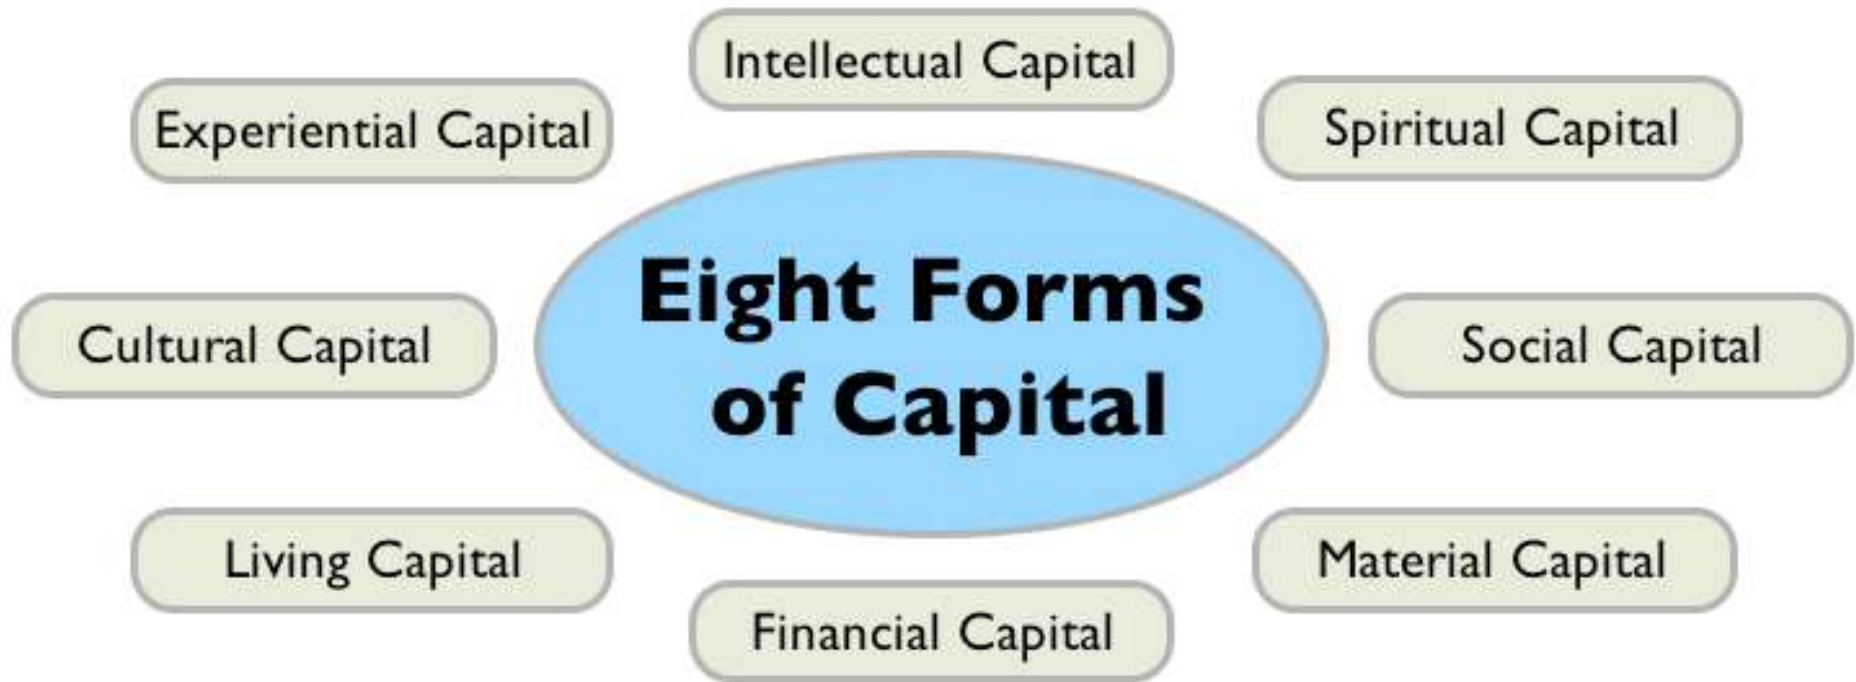 Intellectual Capital
Experiential Capital
Spiritual Capital
Eight Forms
of Capital
Cultural Capital
Social Capital
Living Capital
Material Capital
Financial Capital